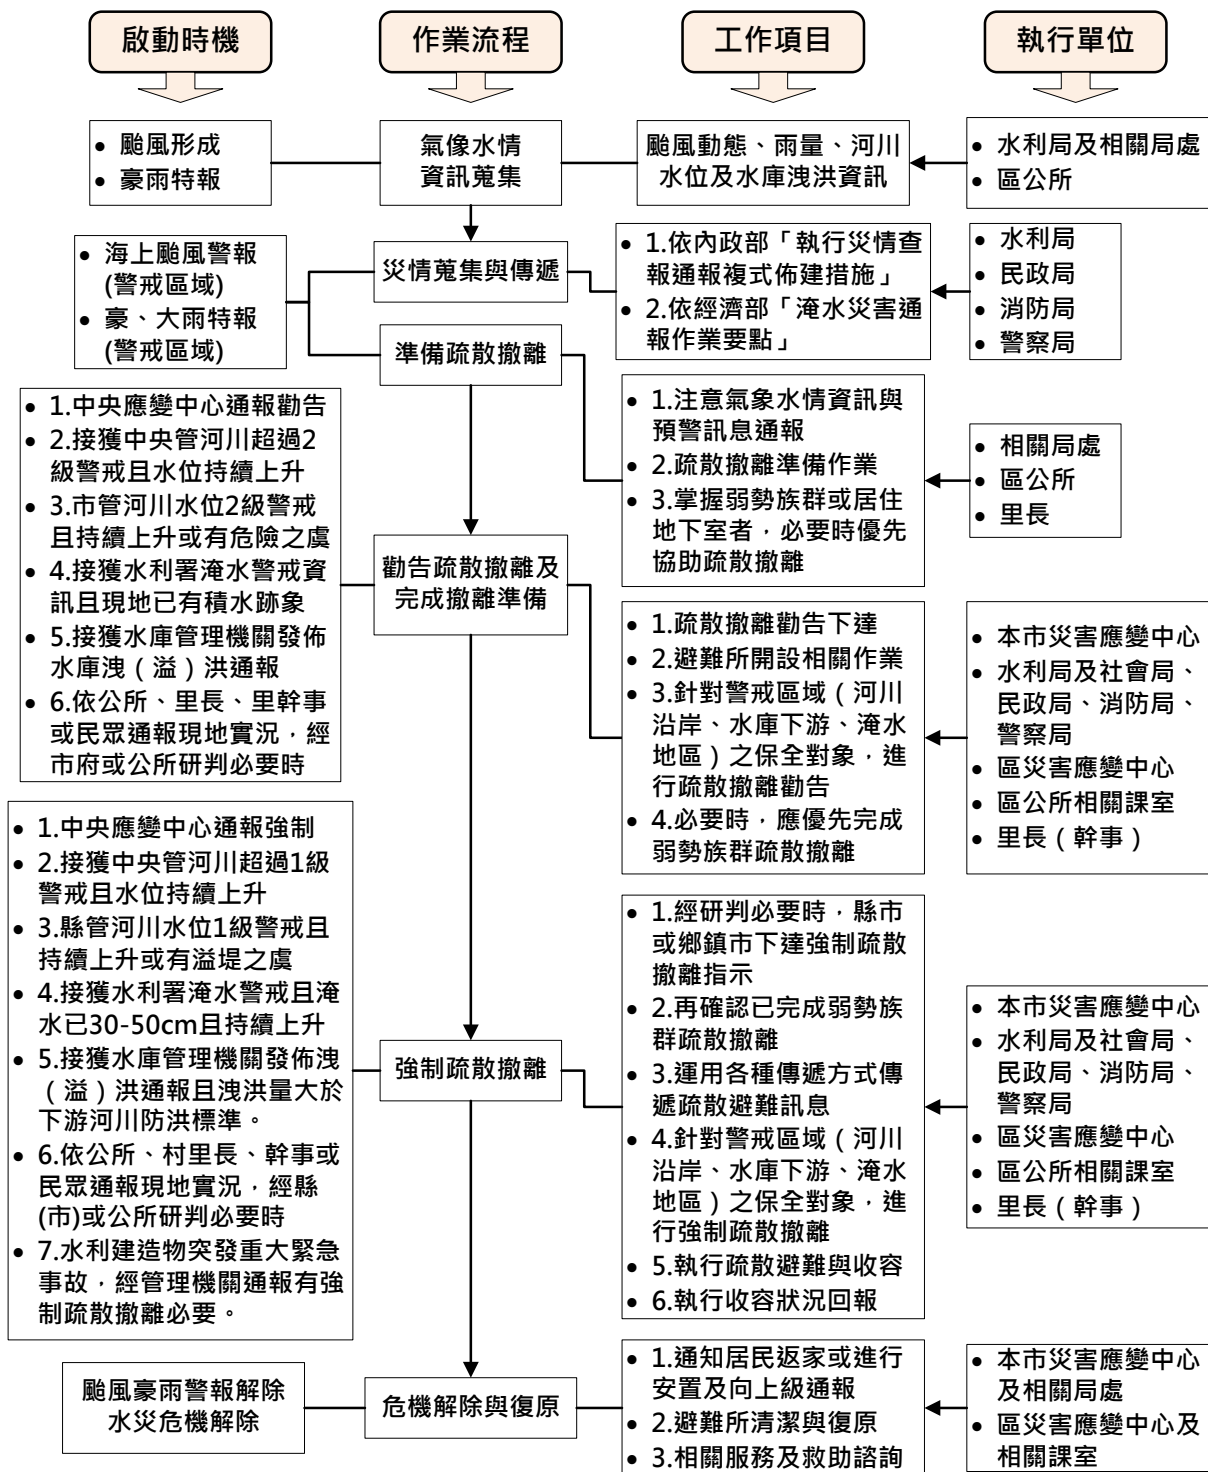 啟動時機
作業流程
工作項目
執行單位
• 颱風形成
• 豪雨特報
氣像水情
資訊蒐集
颱風動態、雨量、河川
水位及水庫洩洪資訊
• 水利局及相關局處
• 區公所
• 海上颱風警報
(警戒區域)
• 豪、大雨特報
(警戒區域)
災情蒐集與傳遞
準備疏散撤離
• 1.依內政部「執行災情查
報通報複式佈建措施」
• 2.依經濟部「淹水災害通
報作業要點」
• 水利局
• 民政局
• 消防局
• 警察局
• 1.注意氣象水情資訊與
預警訊息通報
• 2.疏散撤離準備作業
• 3.掌握弱勢族群或居住
地下室者，必要時優先
協助疏散撤離
• 相關局處
• 區公所
• 里長
• 1.中央應變中心通報勸告
• 2.接獲中央管河川超過2
級警戒且水位持續上升
• 3.市管河川水位2級警戒
且持續上升或有危險之虞
• 4.接獲水利署淹水警戒資
訊且現地已有積水跡象
• 5.接獲水庫管理機關發佈
水庫洩（溢）洪通報
• 6.依公所、里長、里幹事
或民眾通報現地實況，經
市府或公所研判必要時
勸告疏散撤離及
完成撤離準備
• 1.疏散撤離勸告下達
• 2.避難所開設相關作業
• 3.針對警戒區域（河川
沿岸、水庫下游、淹水
地區）之保全對象，進
行疏散撤離勸告
• 4.必要時，應優先完成
弱勢族群疏散撤離
• 本市災害應變中心
• 水利局及社會局、
民政局、消防局、
警察局
• 區災害應變中心
• 區公所相關課室
• 里長（幹事）
• 1.中央應變中心通報強制
• 2.接獲中央管河川超過1級
警戒且水位持續上升
• 3.縣管河川水位1級警戒且
持續上升或有溢堤之虞
• 4.接獲水利署淹水警戒且淹
水已30-50cm且持續上升
• 5.接獲水庫管理機關發佈洩
（溢）洪通報且洩洪量大於
下游河川防洪標準。
• 6.依公所、村里長、幹事或
民眾通報現地實況，經縣
(市)或公所研判必要時
• 7.水利建造物突發重大緊急
事故，經管理機關通報有強
制疏散撤離必要。
強制疏散撤離
• 1.經研判必要時，縣市
或鄉鎮市下達強制疏散
撤離指示
• 2.再確認已完成弱勢族
群疏散撤離
• 3.運用各種傳遞方式傳
遞疏散避難訊息
• 4.針對警戒區域（河川
沿岸、水庫下游、淹水
地區）之保全對象，進
行強制疏散撤離
• 5.執行疏散避難與收容
• 6.執行收容狀況回報
• 本市災害應變中心
• 水利局及社會局、
民政局、消防局、
警察局
• 區災害應變中心
• 區公所相關課室
• 里長（幹事）
颱風豪雨警報解除
水災危機解除
危機解除與復原
• 1.通知居民返家或進行
安置及向上級通報
• 2.避難所清潔與復原
• 3.相關服務及救助諮詢
• 本市災害應變中心
及相關局處
• 區災害應變中心及
相關課室